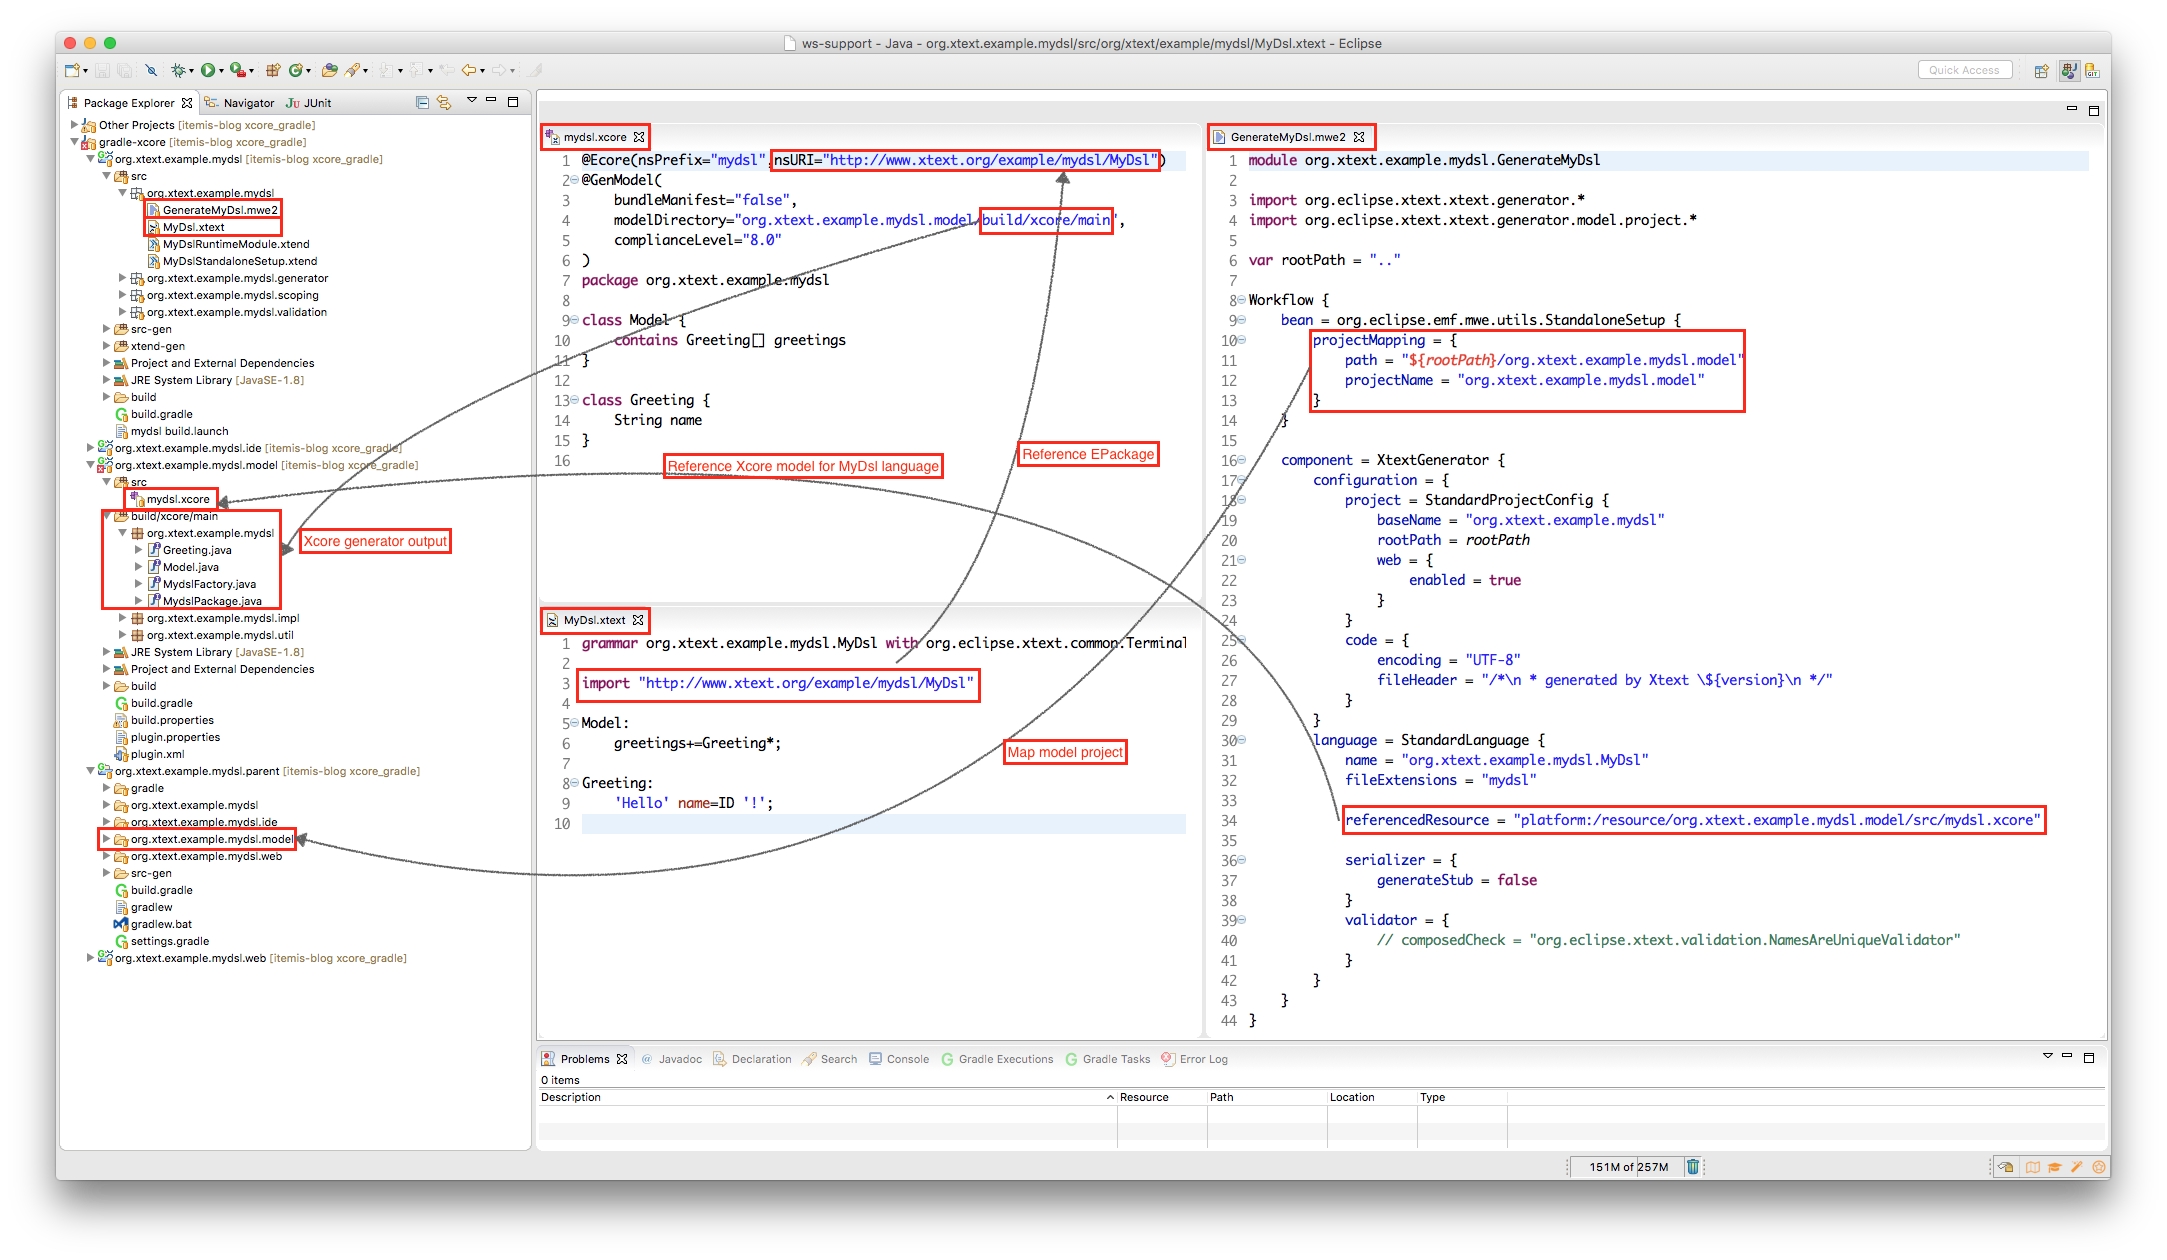 ws-support - Java - org.xtext.example.mydsl/src/org/xtext/example/mydsl/MyDsl.xtext - Eclipse
Quick Access
Package Explorer
Navigator
JUnit
Other Projects [itemis-blog xcore_gradle]
gradle-xcore [itemis-blog xcore_gradle]
org.xtext.example.mydsl [itemis-blog xcore_gradle]
src
org.xtext.example.mydsl
GenerateMyDsl.mwe2
MyDsl.xtext
MyDslRuntimeModule.xtend
MyDslStandaloneSetup.xtend
org.xtext.example.mydsl.generator
org.xtext.example.mydsl.scoping
org.xtext.example.mydsl.validation
src-gen
xtend-gen
Project and External Dependencies
JRE System Library [JavaSE-1.8]
build
build.gradle
mydsl build.launch
org.xtext.example.mydsl.ide [itemis-blog xcore_gradle]
org.xtext.example.mydsl.model [itemis-blog xcore_gradle]
src
mydsl.xcore
build/xcore/main
org.xtext.example.mydsl
Greeting.java
Model.java
MydslFactory.java
MydslPackage.java
org.xtext.example.mydsl.impl
org.xtext.example.mydsl.util
JRE System Library [JavaSE-1.8]
Project and External Dependencies
build
build.gradle
build.properties
plugin.properties
plugin.xml
org.xtext.example.mydsl.parent [itemis-blog xcore_gradle]
gradle
org.xtext.example.mydsl
org.xtext.example.mydsl.ide
org.xtext.example.mydsl.model
org.xtext.example.mydsl.web
src-gen
build.gradle
gradlew
gradlew.bat
settings.gradle
org.xtext.example.mydsl.web [itemis-blog xcore_gradle]
Xcore generator output
mydsl.xcore
1 @Ecore(nsPrefix="mydsl",nsURI="http://www.xtext.org/example/mydsl/MyDsl")
2 @GenModel(
3 bundleManifest="false",
4 modelDirectory="org.xtext.example.mydsl.model/build/xcore/main",
5 complianceLevel="8.0"
6 )
7 package org.xtext.example.mydsl
8
9 class Model {
10 contains Greeting[] greetings
11 }
12
13 class Greeting {
14 String name
15 }
16
Reference Xcore model for MyDsl language
Reference EPackage
MyDsl.xtext
1 grammar org.xtext.example.mydsl.MyDsl with org.eclipse.xtext.common.Terminal
2
3 import "http://www.xtext.org/example/mydsl/MyDsl"
4
5 Model:
6 greetings+=Greeting*;
7
8 Greeting:
9 'Hello' name=ID '!';
10
Map model project
GenerateMyDsl.mwe2
1 module org.xtext.example.mydsl.GenerateMyDsl
2
3 import org.eclipse.xtext.xtext.generator.*
4 import org.eclipse.xtext.xtext.generator.model.project.*
5
6 var rootPath = ".."
7
8 Workflow {
9 bean = org.eclipse.emf.mwe.utils.StandaloneSetup {
10 projectMapping = {
11 path = "${rootPath}/org.xtext.example.mydsl.model"
12 projectName = "org.xtext.example.mydsl.model"
13 }
14 }
15
16 component = XtextGenerator {
17 configuration = {
18 project = StandardProjectConfig {
19 baseName = "org.xtext.example.mydsl"
20 rootPath = rootPath
21 web = {
22 enabled = true
23 }
24 }
25 code = {
26 encoding = "UTF-8"
27 fileHeader = "/*\n * generated by Xtext \${version}\n */"
28 }
29 }
30 language = StandardLanguage {
31 name = "org.xtext.example.mydsl.MyDsl"
32 fileExtensions = "mydsl"
33
34 referencedResource = "platform:/resource/org.xtext.example.mydsl.model/src/mydsl.xcore"
35
36 serializer = {
37 generateStub = false
38 }
39 validator = {
40 // composedCheck = "org.eclipse.xtext.validation.NamesAreUniqueValidator"
41 }
42 }
43 }
44 }
Problems
Javadoc
Declaration
Search
Console
Gradle Executions
Gradle Tasks
Error Log
0 items
Description
Resource
Path
Location
Type
151M of 257M